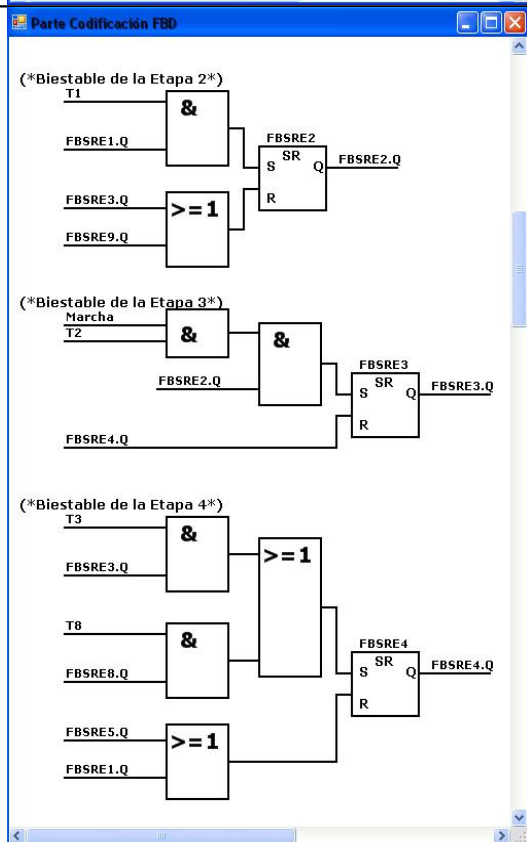 Parte Codificación FBD
(*Biestable de la Etapa 2*)
T1
&
FBSRE1.Q
FBSRE2
SR
S Q
FBSRE2.Q
R
FBSRE3.Q
>=1
FBSRE9.Q
(*Biestable de la Etapa 3*)
Marcha
T2
&
&
FBSRE2.Q
FBSRE3
SR
S Q
FBSRE3.Q
R
FBSRE4.Q
(*Biestable de la Etapa 4*)
T3
&
FBSRE3.Q
>=1
T8
&
FBSRE8.Q
FBSRE4
SR
S Q
FBSRE4.Q
R
FBSRE5.Q
>=1
FBSRE1.Q